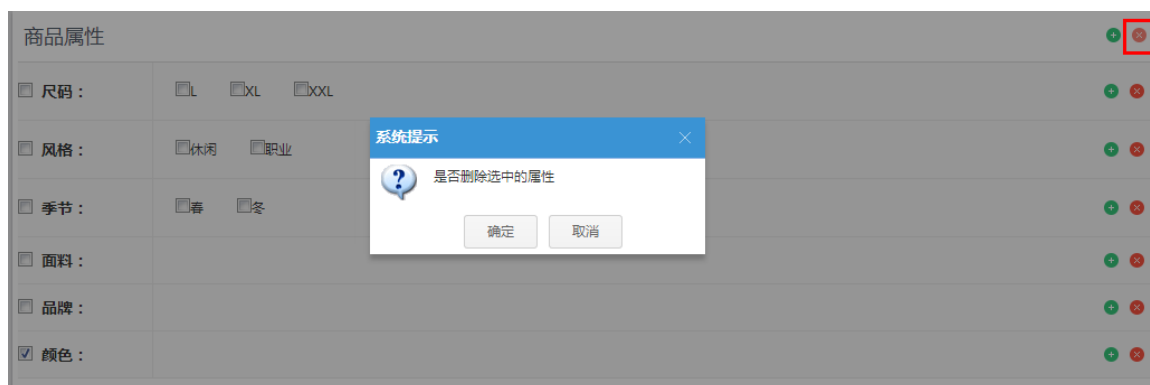 商品属性
尺码： L XL XXL
系统提示
风格： 休闲 职业
是否删除选中的属性
季节： 春 冬
确定 取消
面料：
品牌：
颜色：